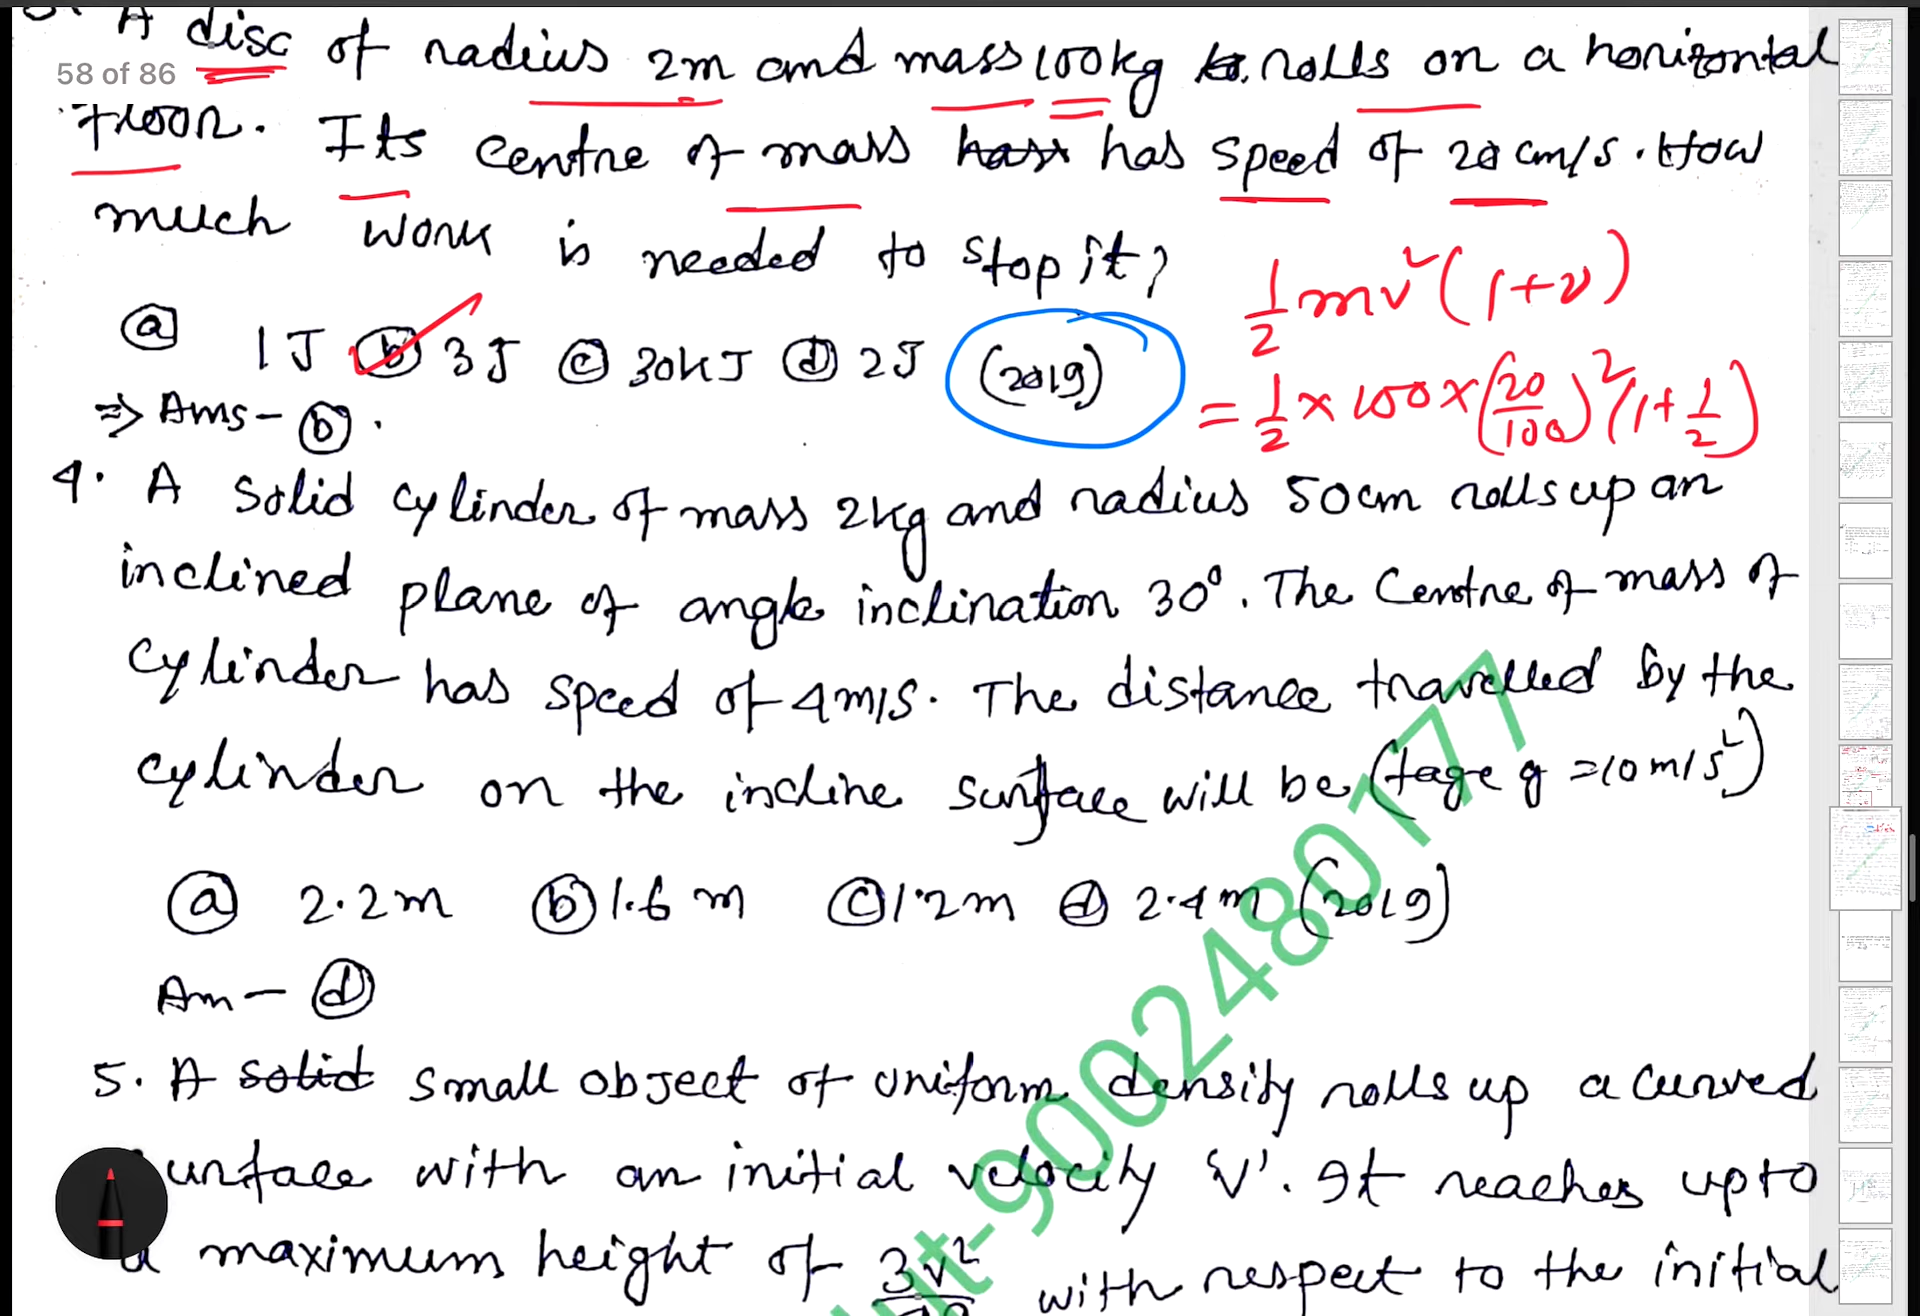 A disc of radius 2m and mass 100kg rolls on a horizontal
58 of 86
floor. Its centre of mass has speed of 20 cm/s. How
much work is needed to stop it?
½mv²(1+ν)
ⓐ 1J ⓑ 3J ⓒ 30kJ ⓓ 2J (2019)
= ½ × 100 × (20/100)² (1+½)
⇒ Ans - ⓑ.
4. A solid cylinder of mass 2kg and radius 50cm rolls up an
inclined plane of angle inclination 30°. The Centre of mass of
cylinder has speed of 4m/s. The distance travelled by the
cylinder on the incline surface will be (tage g =10 m/s²)
ⓐ 2.2m ⓑ 1.6 m ⓒ 1.2m ⓓ 2.4m (2019)
An - ⓓ
5. A solid small object of uniform density rolls up a curved
surface with an initial velocity 'v'. It reaches upto
a maximum height of 3v² with respect to the initial
9002480177